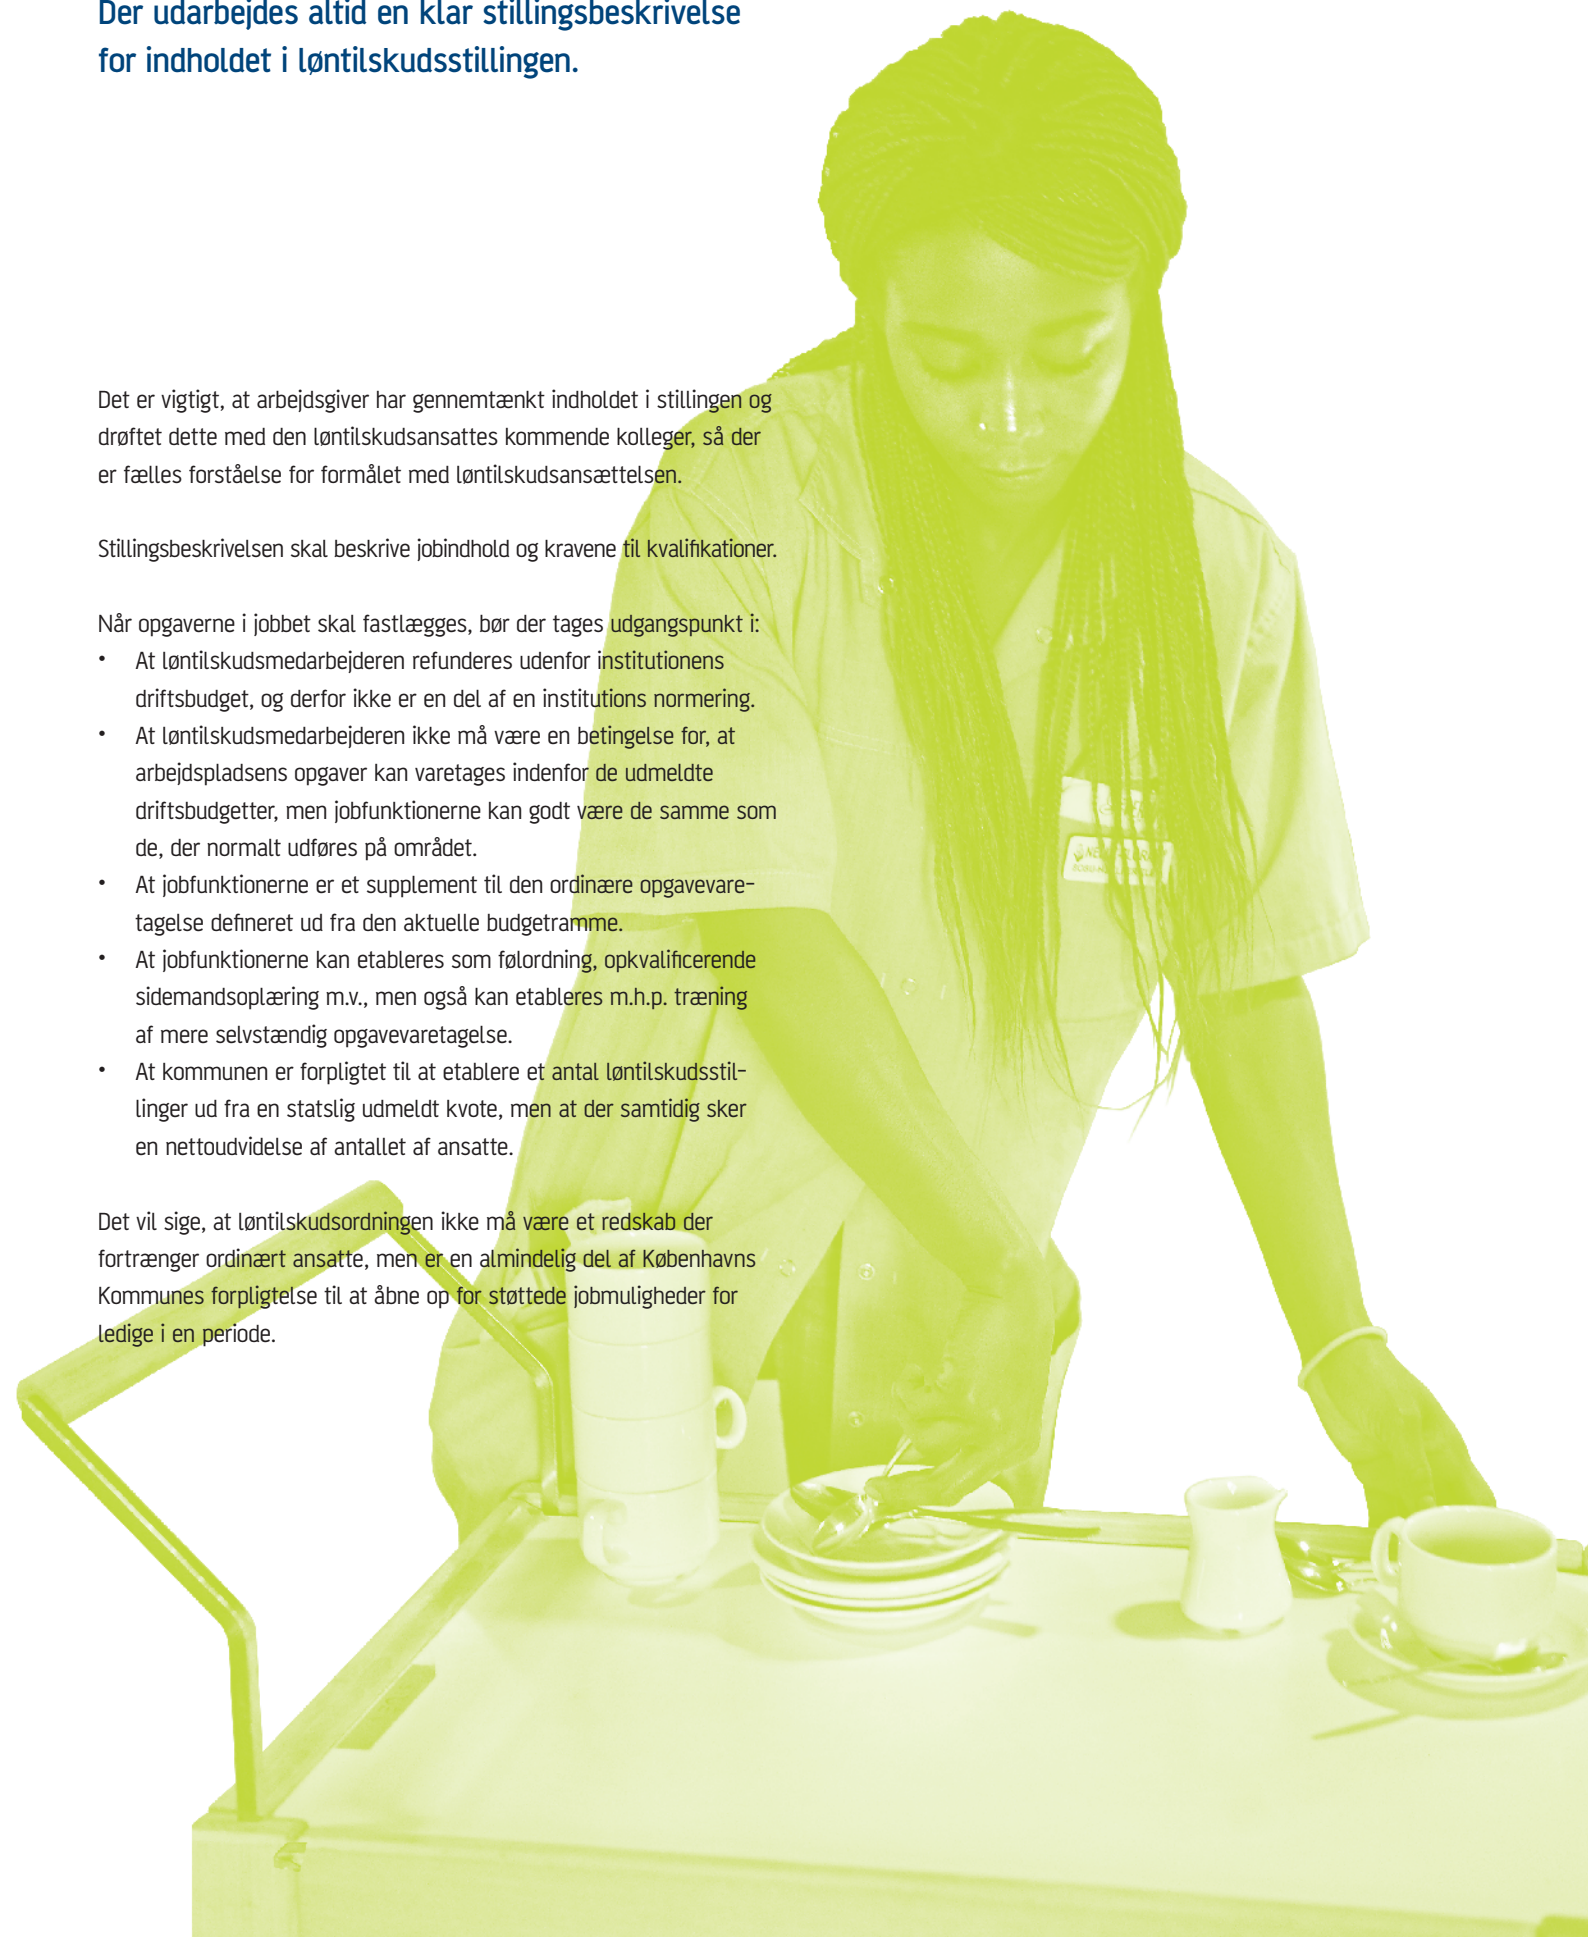 Der udarbejdes altid en klar stillingsbeskrivelse
for indholdet i løntilskudsstillingen.
Det er vigtigt, at arbejdsgiver har gennemtænkt indholdet i stillingen og
drøftet dette med den løntilskudsansattes kommende kolleger, så der
er fælles forståelse for formålet med løntilskudsansættelsen.
Stillingsbeskrivelsen skal beskrive jobindhold og kravene til kvalifikationer.
Når opgaverne i jobbet skal fastlægges, bør der tages udgangspunkt i:
• At løntilskudsmedarbejderen refunderes udenfor institutionens
driftsbudget, og derfor ikke er en del af en institutions normering.
• At løntilskudsmedarbejderen ikke må være en betingelse for, at
arbejdspladsens opgaver kan varetages indenfor de udmeldte
driftsbudgetter, men jobfunktionerne kan godt være de samme som
de, der normalt udføres på området.
• At jobfunktionerne er et supplement til den ordinære opgavevare-
tagelse defineret ud fra den aktuelle budgetramme.
• At jobfunktionerne kan etableres som følordning, opkvalificerende
sidemandsoplæring m.v., men også kan etableres m.h.p. træning
af mere selvstændig opgavevaretagelse.
• At kommunen er forpligtet til at etablere et antal løntilskudsstil-
linger ud fra en statslig udmeldt kvote, men at der samtidig sker
en nettoudvidelse af antallet af ansatte.
Det vil sige, at løntilskudsordningen ikke må være et redskab der
fortrænger ordinært ansatte, men er en almindelig del af Københavns
Kommunes forpligtelse til at åbne op for støttede jobmuligheder for
ledige i en periode.